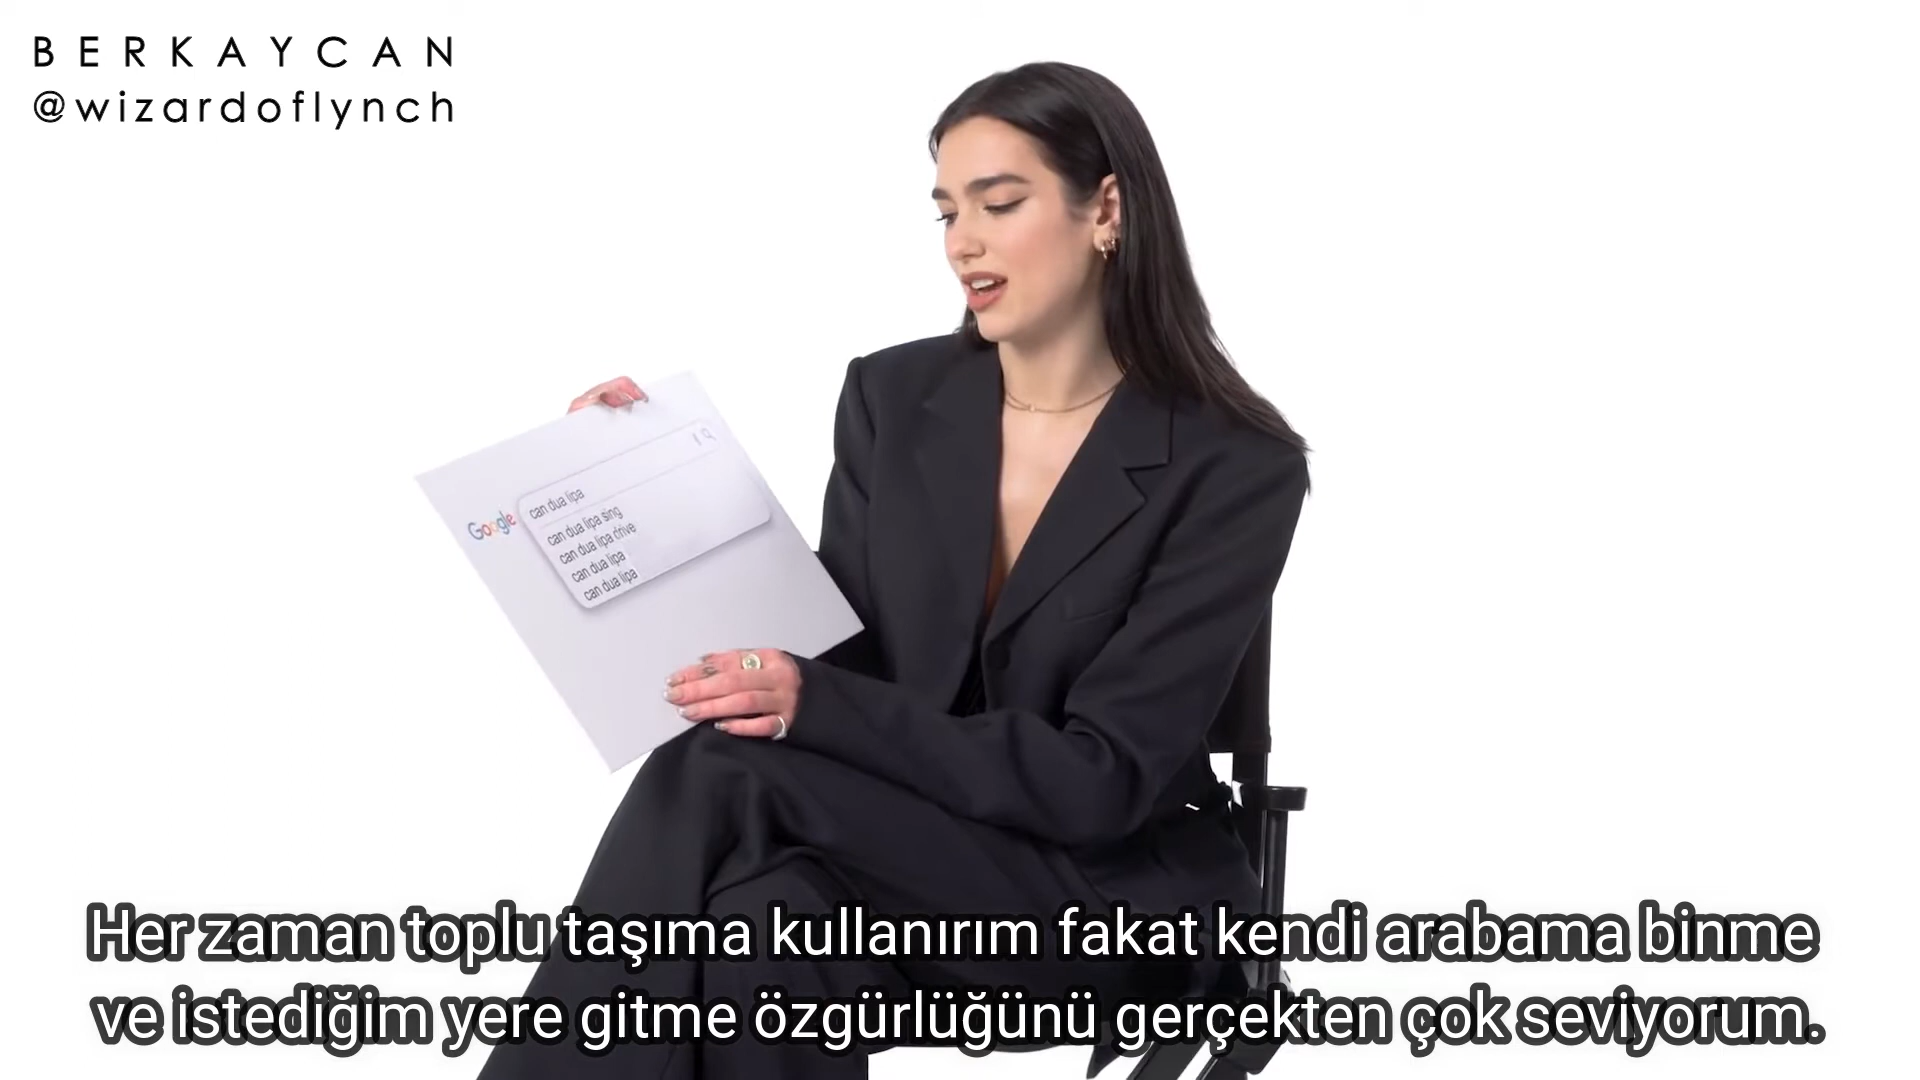 BERKAYCAN
@wizardoflynch
Google
can dua lipa
can dua lipa sing
can dua lipa drive
can dua lipa
can dua lipa
Her zaman toplu taşıma kullanırım fakat kendi arabama binme
ve istediğim yere gitme özgürlüğünü gerçekten çok seviyorum.